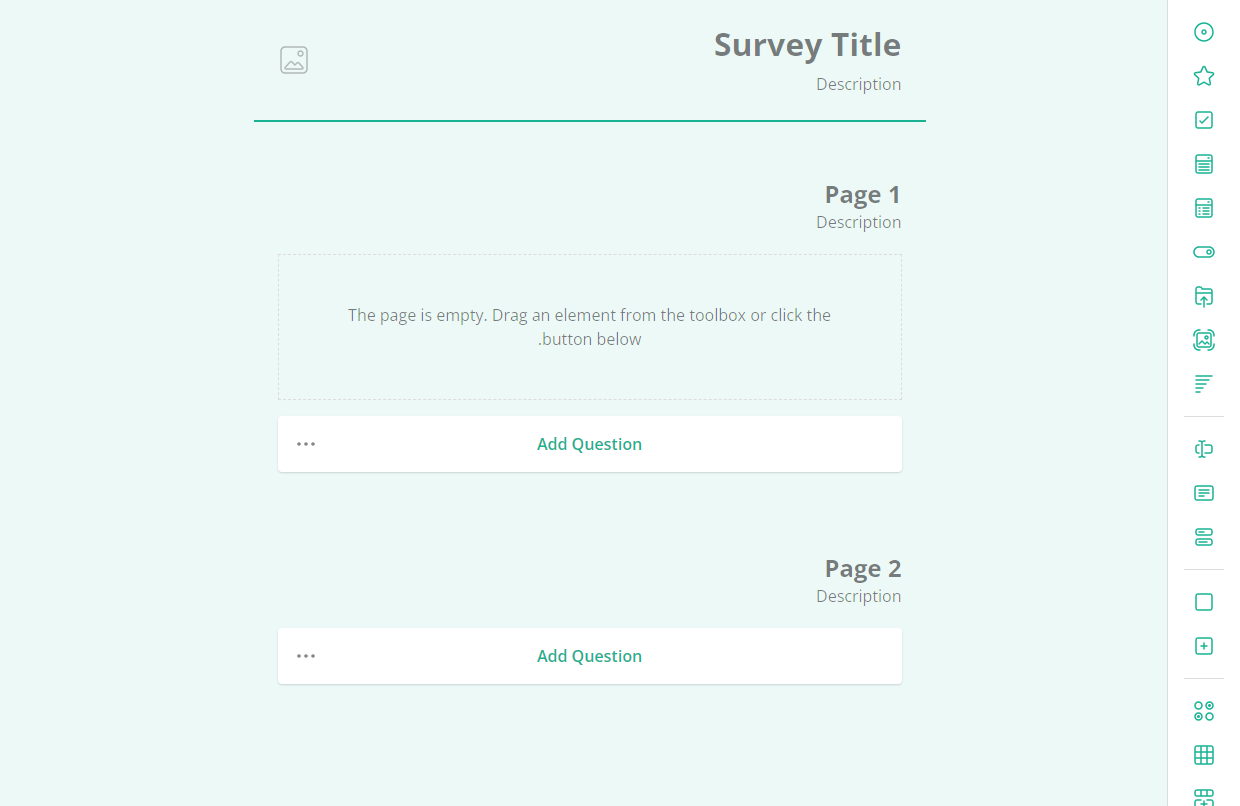 Survey Title
Description
Page 1
Description
The page is empty. Drag an element from the toolbox or click the
.button below
Add Question
Page 2
Description
Add Question